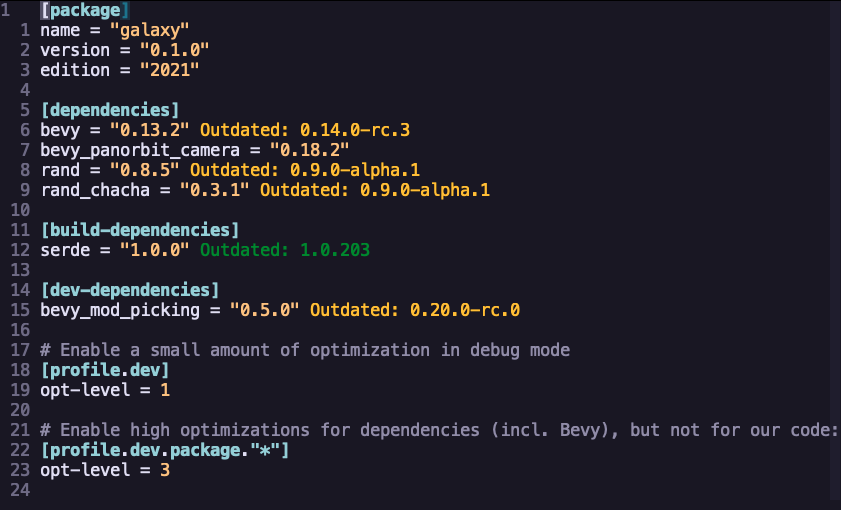 1 [package]
1 name = "galaxy"
2 version = "0.1.0"
3 edition = "2021"
4
5 [dependencies]
6 bevy = "0.13.2" Outdated: 0.14.0-rc.3
7 bevy_panorbit_camera = "0.18.2"
8 rand = "0.8.5" Outdated: 0.9.0-alpha.1
9 rand_chacha = "0.3.1" Outdated: 0.9.0-alpha.1
10
11 [build-dependencies]
12 serde = "1.0.0" Outdated: 1.0.203
13
14 [dev-dependencies]
15 bevy_mod_picking = "0.5.0" Outdated: 0.20.0-rc.0
16
17 # Enable a small amount of optimization in debug mode
18 [profile.dev]
19 opt-level = 1
20
21 # Enable high optimizations for dependencies (incl. Bevy), but not for our code:
22 [profile.dev.package."*"]
23 opt-level = 3
24